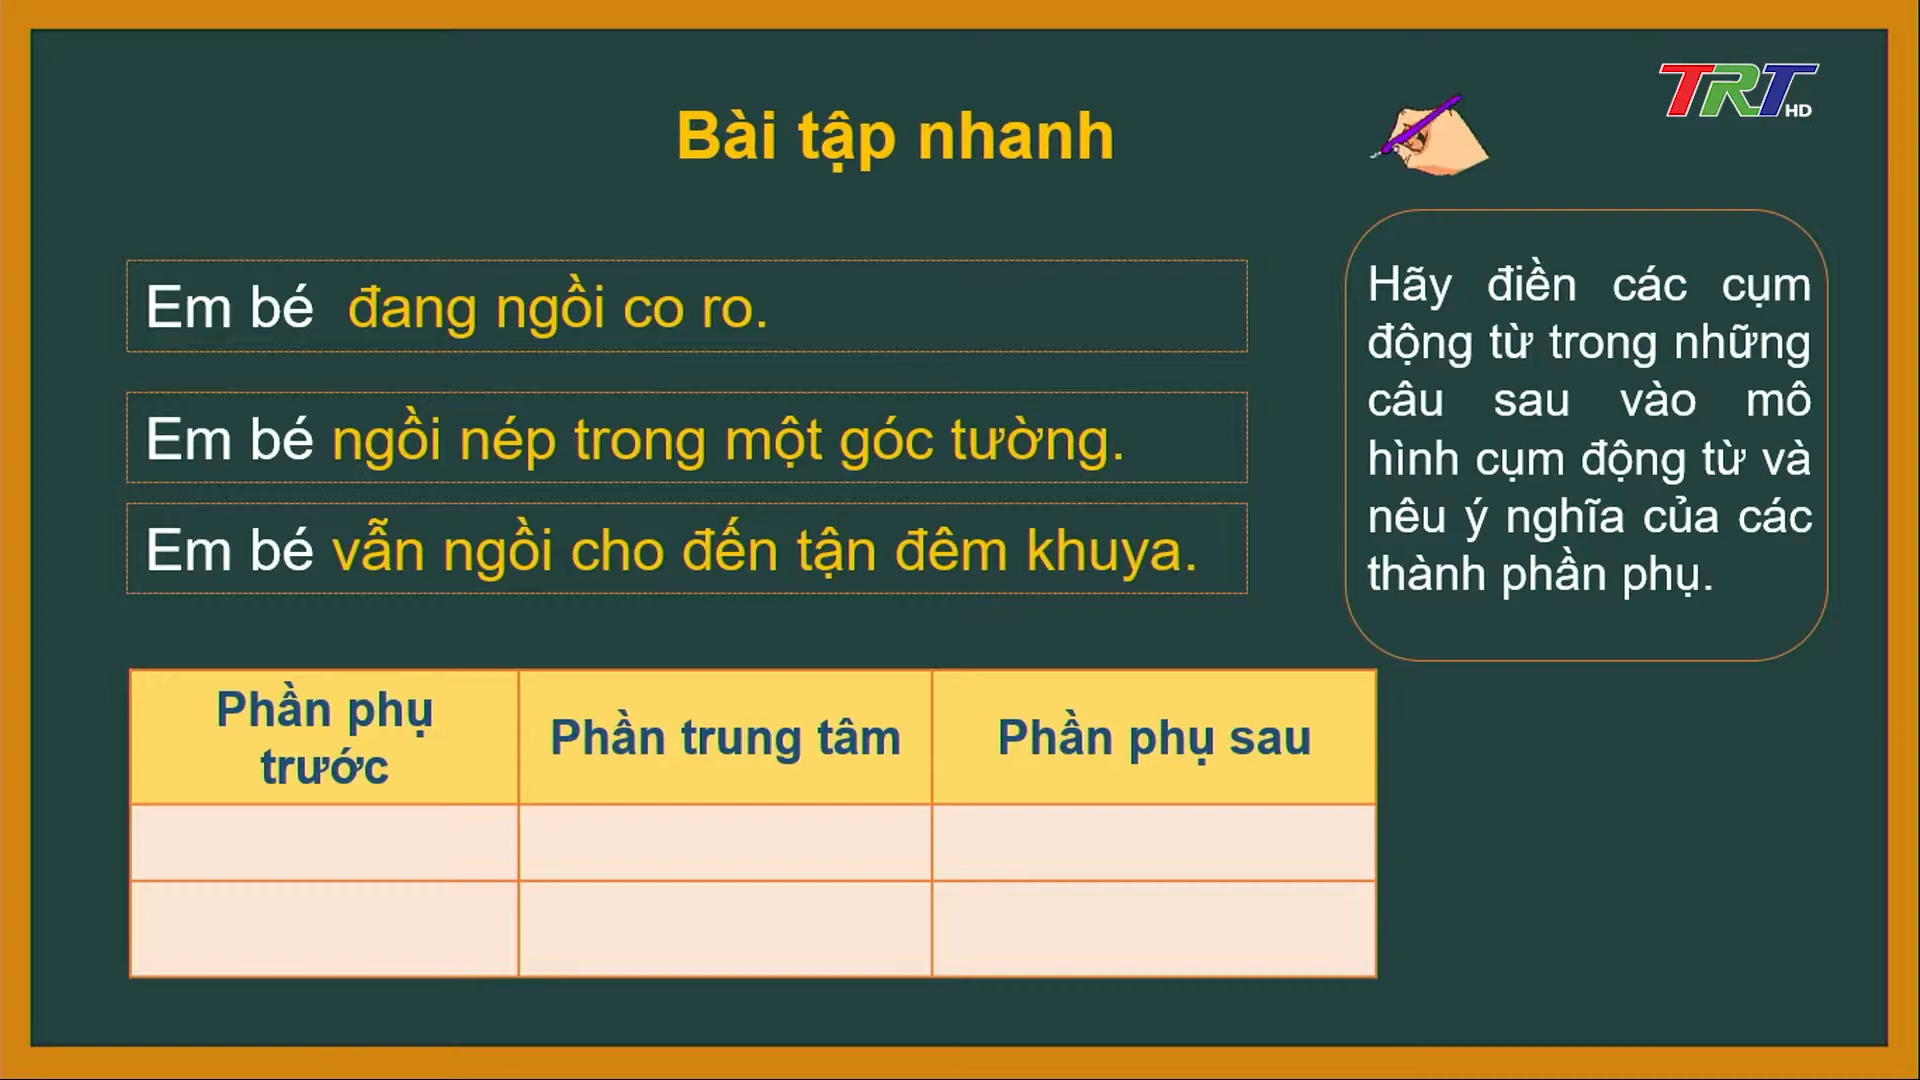 TRT HD
Bài tập nhanh
Em bé đang ngồi co ro.
Em bé ngồi nép trong một góc tường.
Em bé vẫn ngồi cho đến tận đêm khuya.
Hãy điền các cụm
động từ trong những
câu sau vào mô
hình cụm động từ và
nêu ý nghĩa của các
thành phần phụ.
Phần phụ
trước
Phần trung tâm
Phần phụ sau